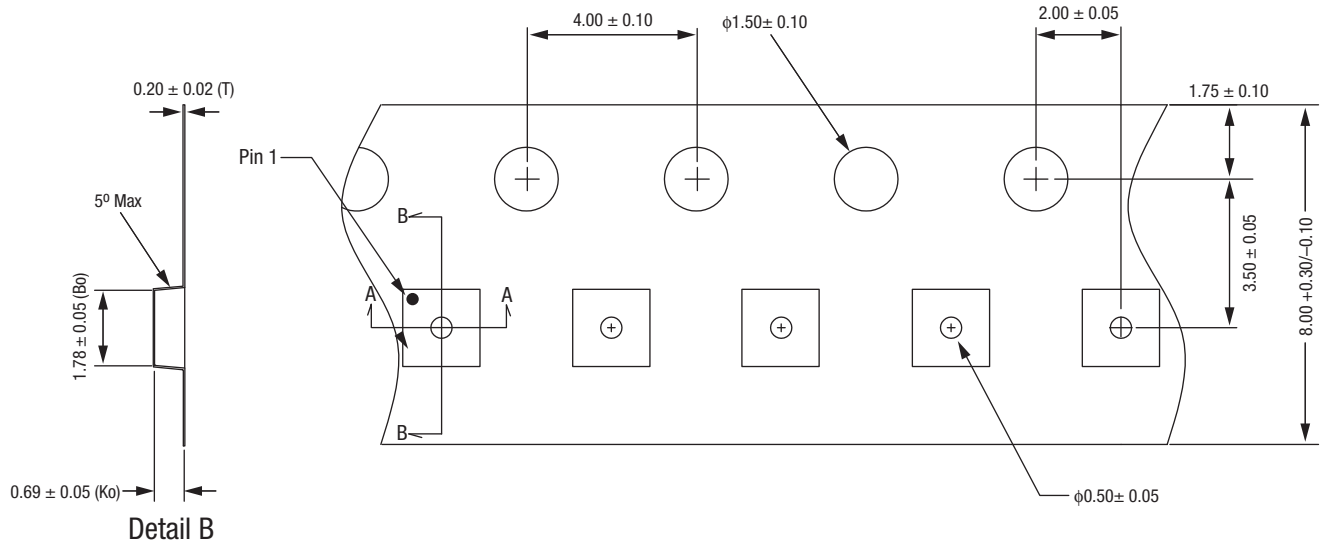 4.00 ± 0.10
ϕ1.50± 0.10
2.00 ± 0.05
0.20 ± 0.02 (T)
1.75 ± 0.10
Pin 1
5º Max
B
A
A
1.78 ± 0.05 (Bo)
3.50 ± 0.05
8.00 +0.30/–0.10
B
0.69 ± 0.05 (Ko)
ϕ0.50± 0.05
Detail B